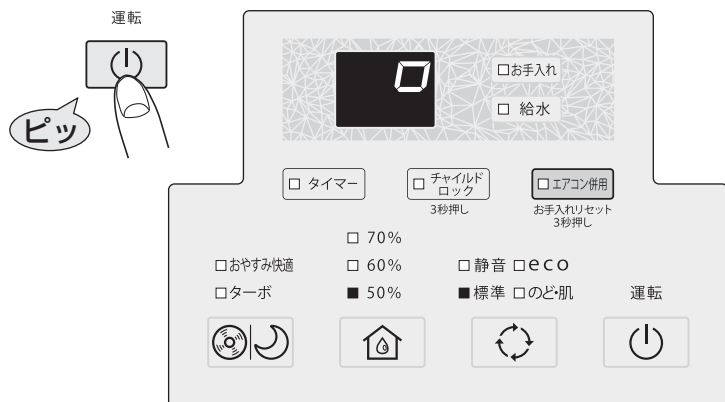 運転
ピッ
0
お手入れ
給水
タイマー
チャイルド
ロック
3秒押し
エアコン併用
お手入れリセット
3秒押し
70%
60%
50%
おやすみ快適
ターボ
静音
eco
標準
のど・肌
運転